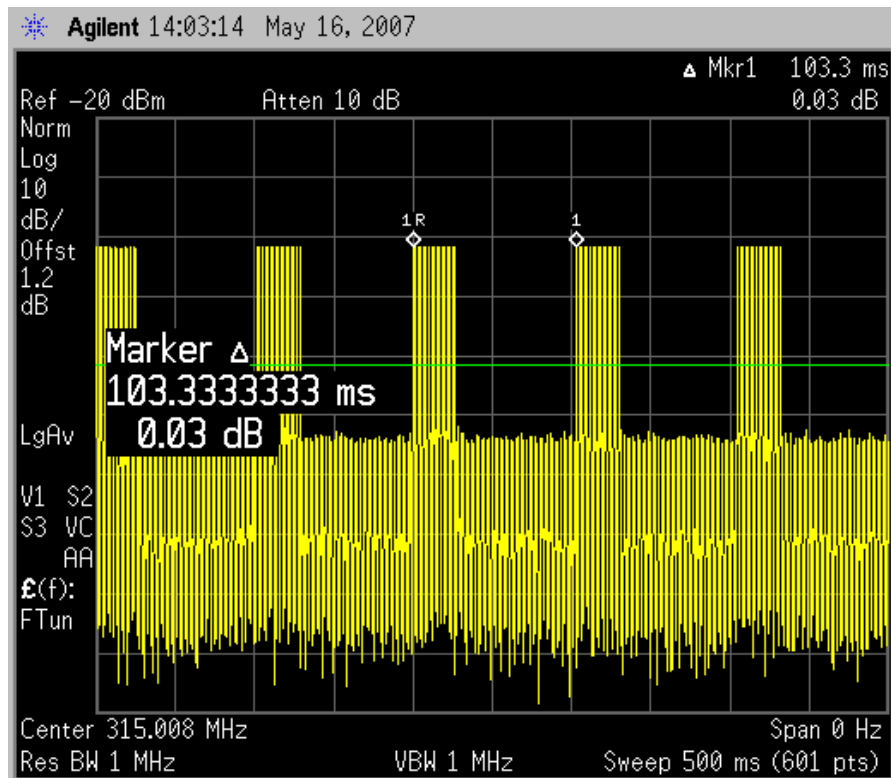 Agilent 14:03:14 May 16, 2007
Δ Mkr1 103.3 ms
Ref -20 dBm Atten 10 dB 0.03 dB
Norm
Log
10
dB/
Offst
1.2
dB
1R
1
Marker Δ
103.3333333 ms
0.03 dB
LgAv
V1 S2
S3 VC
AA
£(f):
FTun
Center 315.008 MHz Span 0 Hz
Res BW 1 MHz VBW 1 MHz Sweep 500 ms (601 pts)